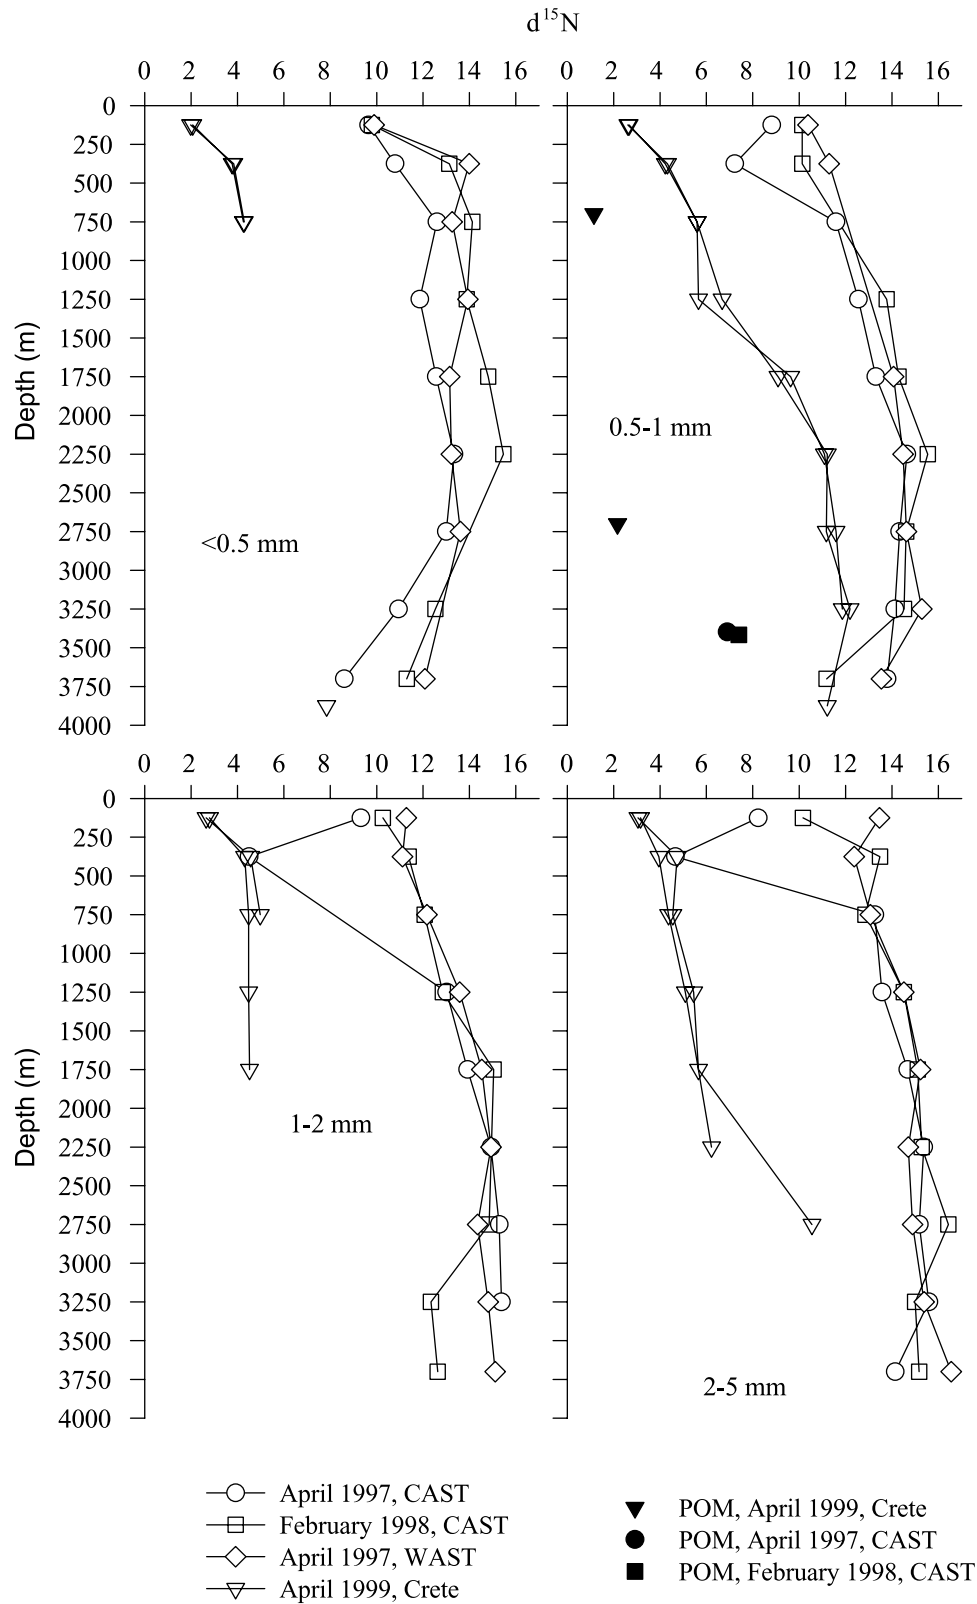 d15N
0 2 4 6 8 10 12 14 16 0 2 4 6 8 10 12 14 16
0
250
500
750
1000
1250
1500
1750
2000
2250
2500
2750
3000
3250
3500
3750
4000
Depth (m)
<0.5 mm
0.5-1 mm
0 2 4 6 8 10 12 14 16 0 2 4 6 8 10 12 14 16
0
250
500
750
1000
1250
1500
1750
2000
2250
2500
2750
3000
3250
3500
3750
4000
Depth (m)
1-2 mm
2-5 mm
April 1997, CAST
February 1998, CAST
April 1997, WAST
April 1999, Crete
POM, April 1999, Crete
POM, April 1997, CAST
POM, February 1998, CAST